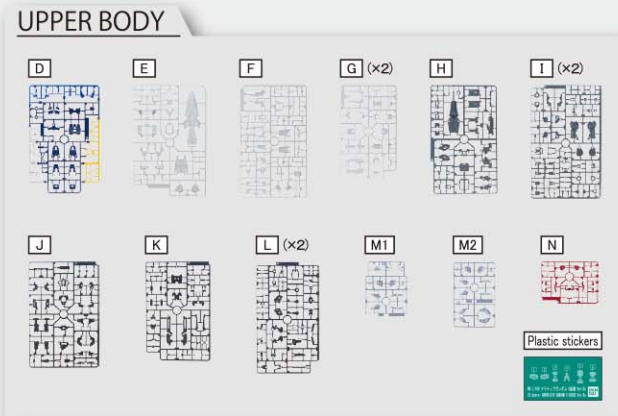 UPPER BODY
D
E
F
G (×2)
H
I (×2)
J
K
L (×2)
M1
M2
N
Plastic stickers